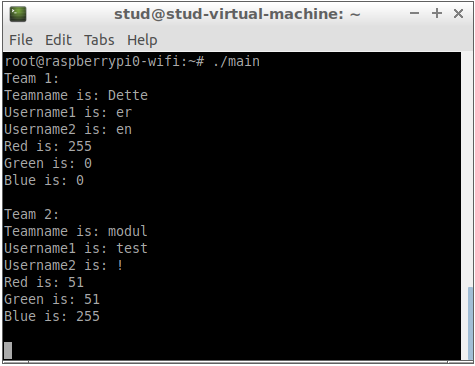 stud@stud-virtual-machine: ~
File Edit Tabs Help
root@raspberrypi0-wifi:~# ./main
Team 1:
Teamname is: Dette
Username1 is: er
Username2 is: en
Red is: 255
Green is: 0
Blue is: 0
Team 2:
Teamname is: modul
Username1 is: test
Username2 is: !
Red is: 51
Green is: 51
Blue is: 255